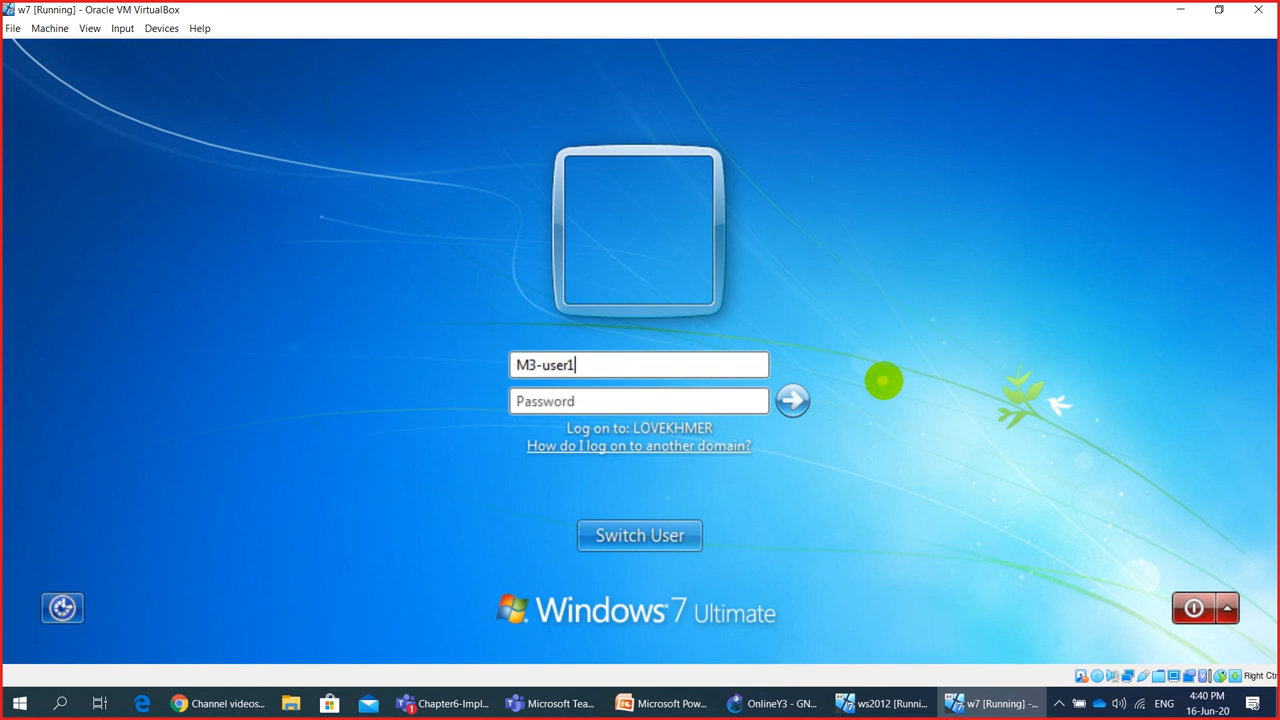 w7 [Running] - Oracle VM VirtualBox
File Machine View Input Devices Help
M3-user1
Password
Log on to: LOVEKHMER
How do I log on to another domain?
Switch User
Windows 7 Ultimate
Right Ctr
Channel videos...
Chapter6-Impl...
Microsoft Tea...
Microsoft Pow...
OnlineY3 - GN...
ws2012 [Runni...
w7 [Running] -...
ENG
4:40 PM
16-Jun-20